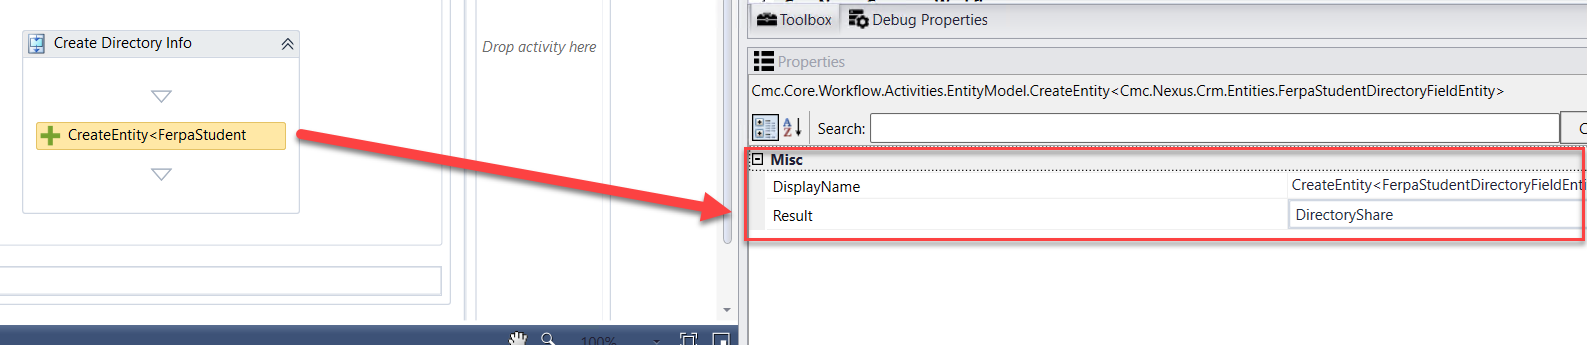 Create Directory Info
CreateEntity<FerpaStudent
Drop activity here
100%
Toolbox
Debug Properties
Properties
Cmc.Core.Workflow.Activities.EntityModel.CreateEntity<Cmc.Nexus.Crm.Entities.FerpaStudentDirectoryFieldEntity>
Search:
Misc
DisplayName CreateEntity<FerpaStudentDirectoryFieldEnti
Result DirectoryShare